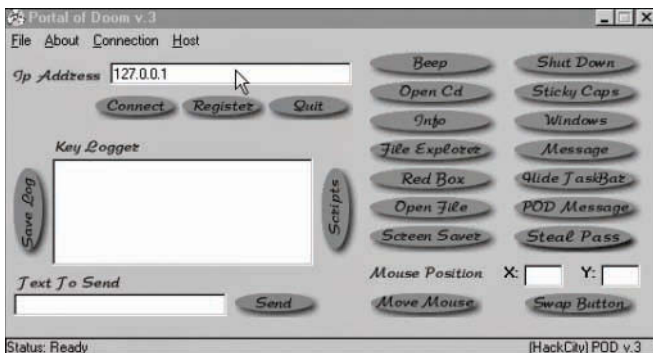 Portal of Doom v.3
File About Connection Host
Ip Address 127.0.0.1
Connect Register Quit
Key Logger
Save Log
Scripts
Text To Send
Send
Beep Shut Down
Open Cd Sticky Caps
Info Windows
File Explorer Message
Red Box Hide TaskBar
Open File POD Message
Screen Saver Steal Pass
Mouse Position X: Y:
Move Mouse Swap Button
Status: Ready [HackCity] POD v.3